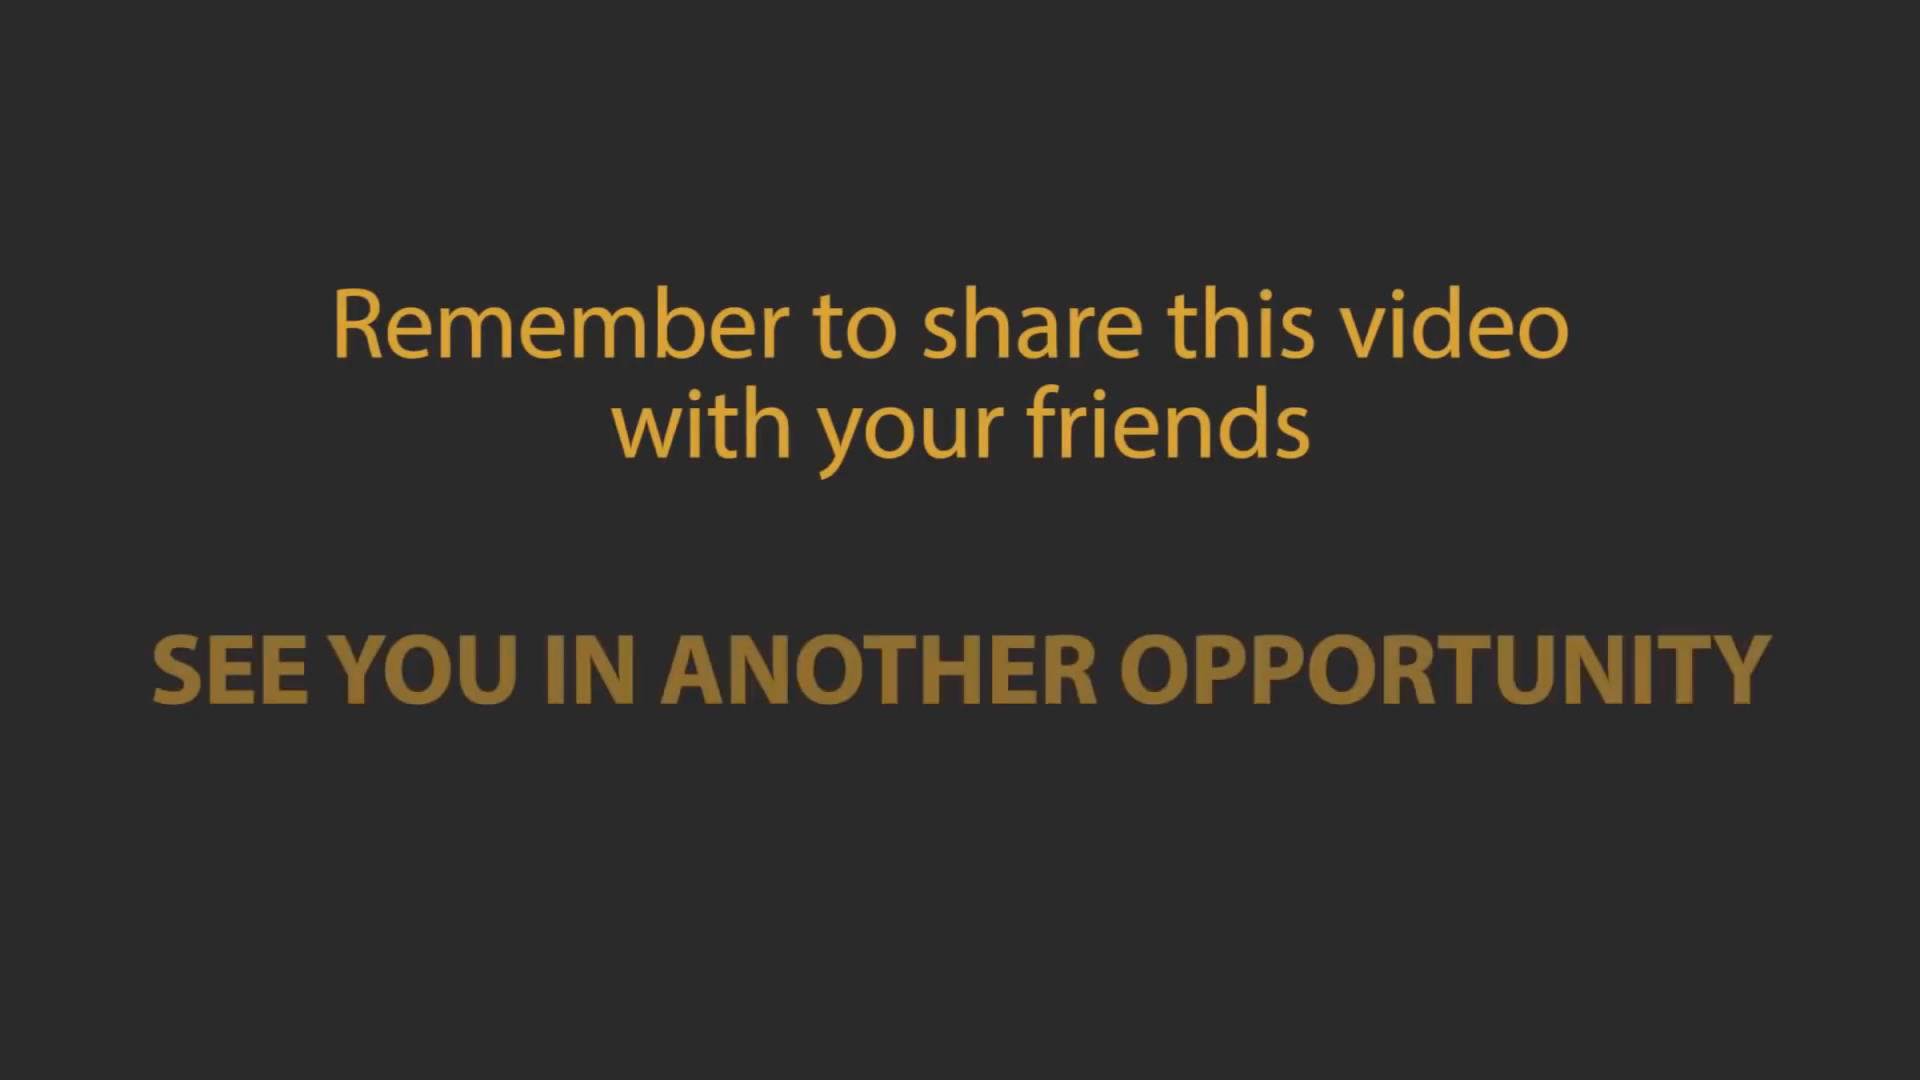 Remember to share this video
with your friends
SEE YOU IN ANOTHER OPPORTUNITY